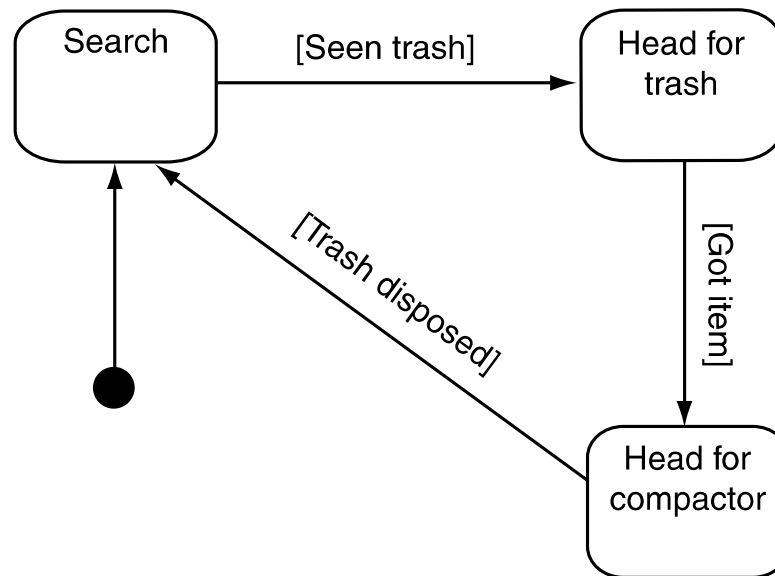 Search
[Seen trash]
Head for
trash
[Trash disposed]
[Got item]
Head for
compactor